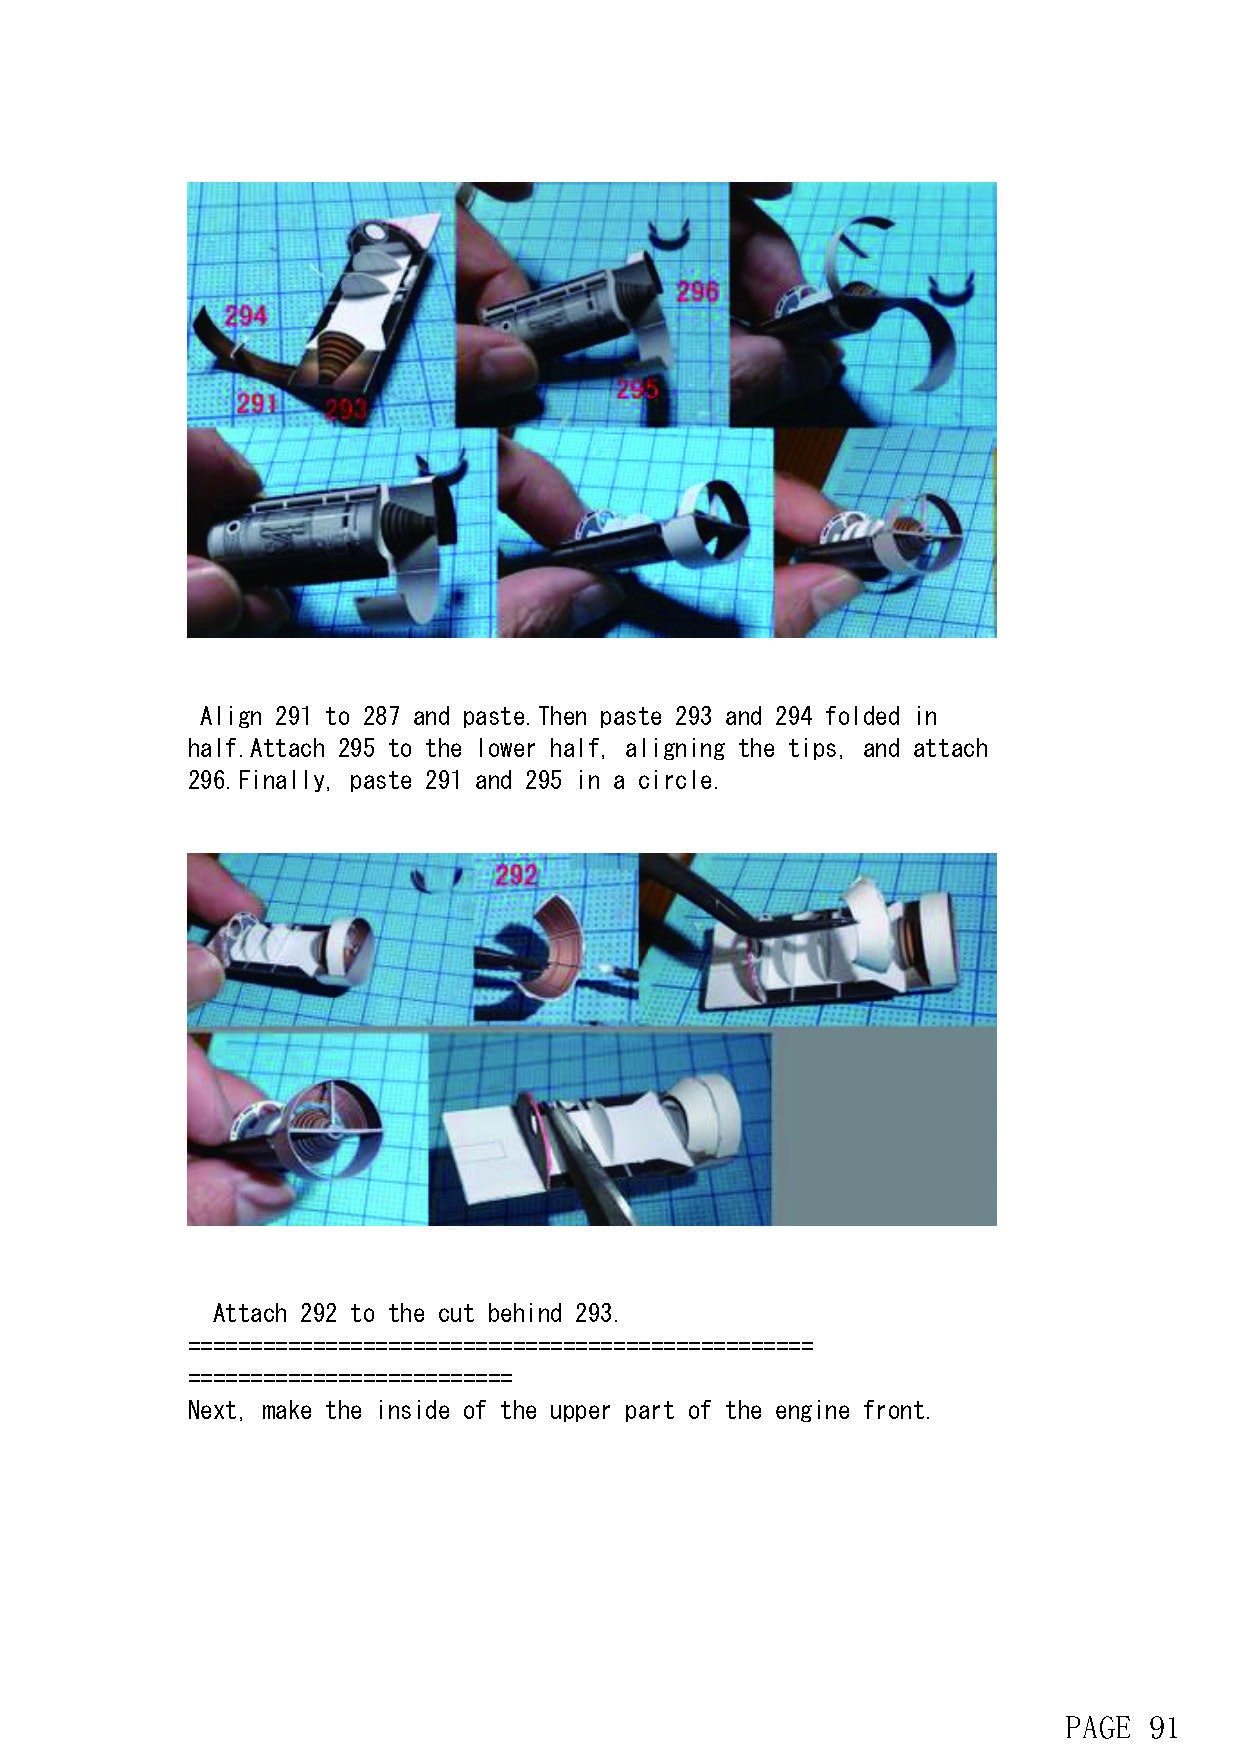 294
296
291
293
295
Align 291 to 287 and paste.Then paste 293 and 294 folded in
half.Attach 295 to the lower half, aligning the tips, and attach
296.Finally, paste 291 and 295 in a circle.
292
Attach 292 to the cut behind 293.
==================================================
==========================
Next, make the inside of the upper part of the engine front.
PAGE 91